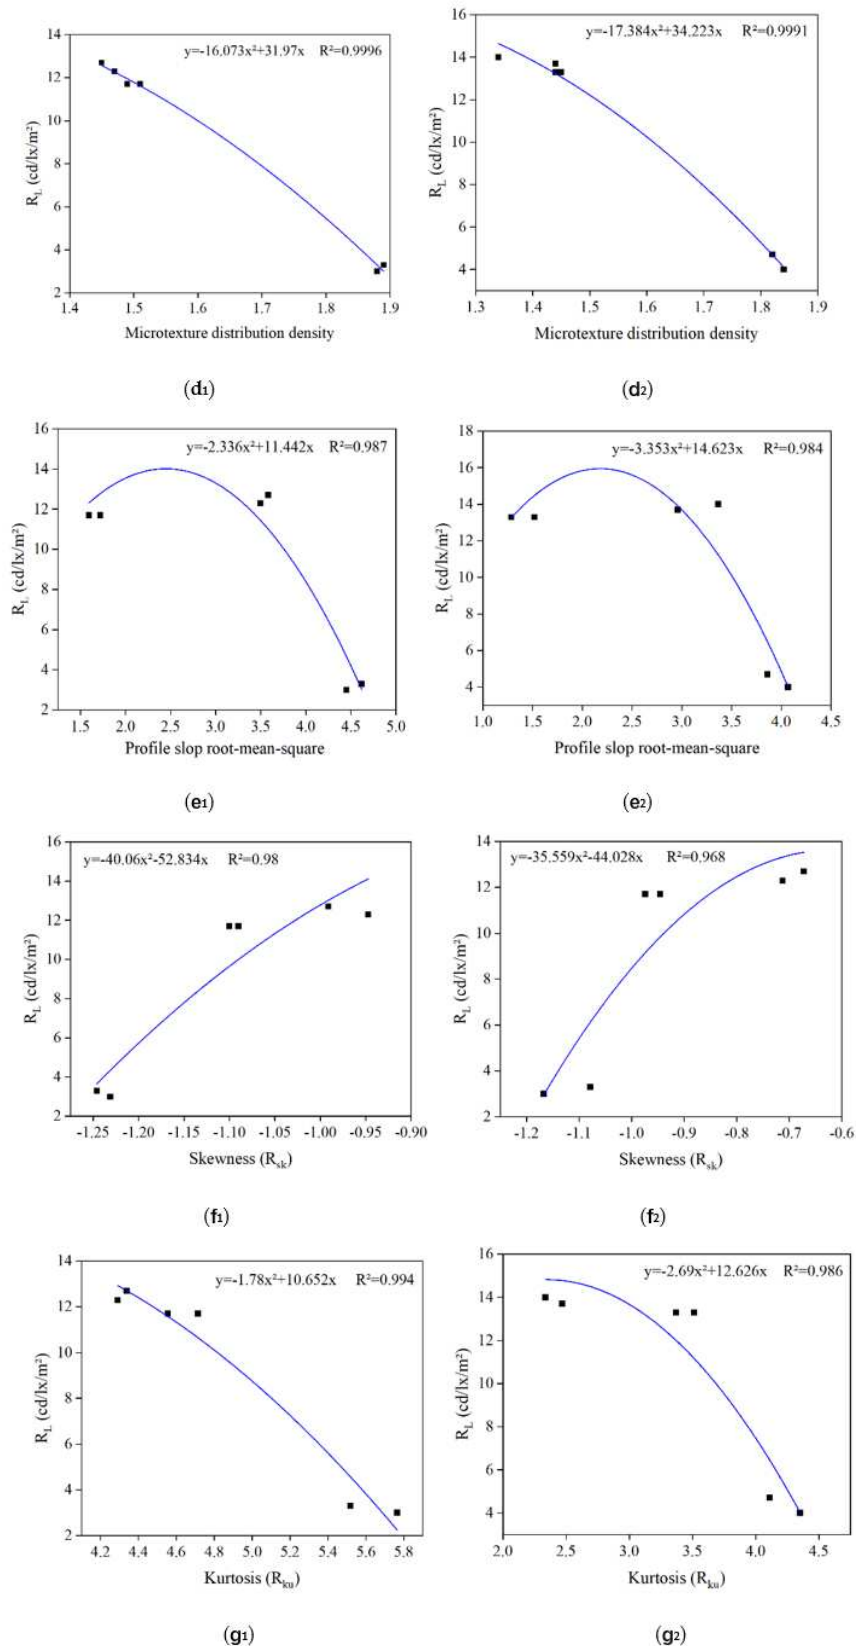 y=-16.073x²+31.97x R²=0.9996
14
12
10
8
6
4
2
R_L (cd/lx/m²)
1.4 1.5 1.6 1.7 1.8 1.9
Microtexture distribution density
(d₁)
y=-17.384x²+34.223x R²=0.9991
16
14
12
10
8
6
4
R_L (cd/lx/m²)
1.3 1.4 1.5 1.6 1.7 1.8 1.9
Microtexture distribution density
(d₂)
y=-2.336x²+11.442x R²=0.987
16
14
12
10
8
6
4
2
R_L (cd/lx/m²)
1.5 2.0 2.5 3.0 3.5 4.0 4.5 5.0
Profile slop root-mean-square
(e₁)
y=-3.353x²+14.623x R²=0.984
18
16
14
12
10
8
6
4
R_L (cd/lx/m²)
1.0 1.5 2.0 2.5 3.0 3.5 4.0 4.5
Profile slop root-mean-square
(e₂)
y=-40.06x²-52.834x R²=0.98
16
14
12
10
8
6
4
2
R_L (cd/lx/m²)
-1.25 -1.20 -1.15 -1.10 -1.05 -1.00 -0.95 -0.90
Skewness (R_sk)
(f₁)
y=-35.559x²-44.028x R²=0.968
14
12
10
8
6
4
2
R_L (cd/lx/m²)
-1.2 -1.1 -1.0 -0.9 -0.8 -0.7 -0.6
Skewness (R_sk)
(f₂)
y=-1.78x²+10.652x R²=0.994
14
12
10
8
6
4
2
R_L (cd/lx/m²)
4.2 4.4 4.6 4.8 5.0 5.2 5.4 5.6 5.8
Kurtosis (R_ku)
(g₁)
y=-2.69x²+12.626x R²=0.986
16
14
12
10
8
6
4
R_L (cd/lx/m²)
2.0 2.5 3.0 3.5 4.0 4.5
Kurtosis (R_ku)
(g₂)